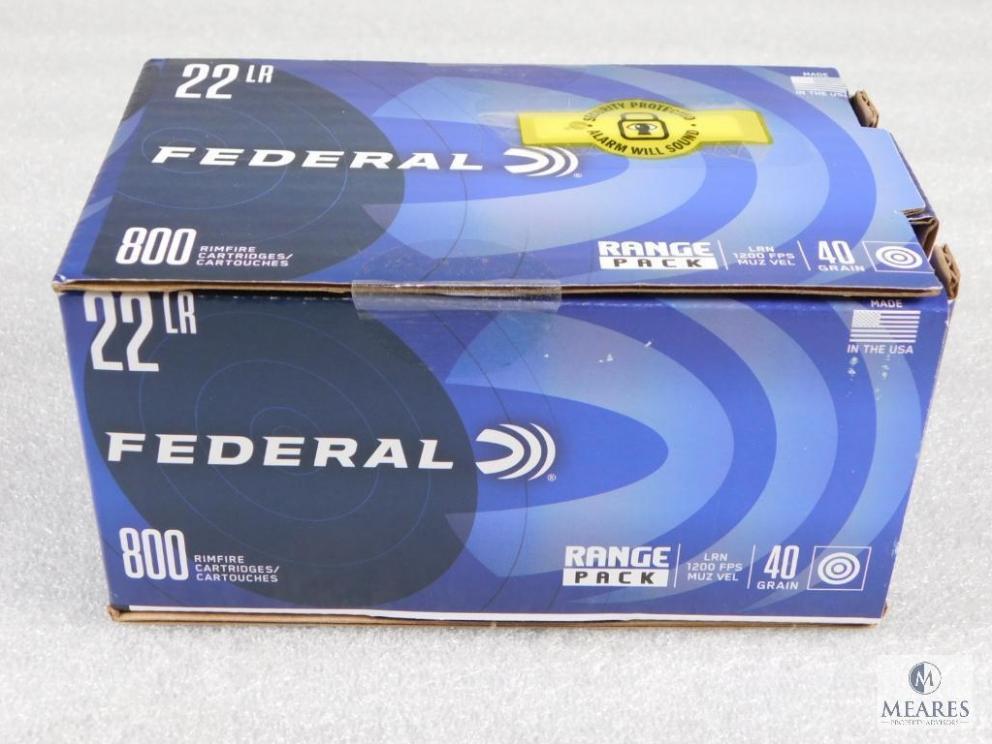 22 LR
MADE
IN THE USA
SECURITY PROTECTED
ALARM WILL SOUND
FEDERAL
®
800 RIMFIRE CARTRIDGES/ CARTOUCHES
RANGE PACK
LRN
1200 FPS
MUZ VEL
40
GRAIN
22 LR
MADE
IN THE USA
FEDERAL
®
800 RIMFIRE CARTRIDGES/ CARTOUCHES
RANGE PACK
LRN
1200 FPS
MUZ VEL
40
GRAIN
M
MEARES
PROPERTY ADVISORS